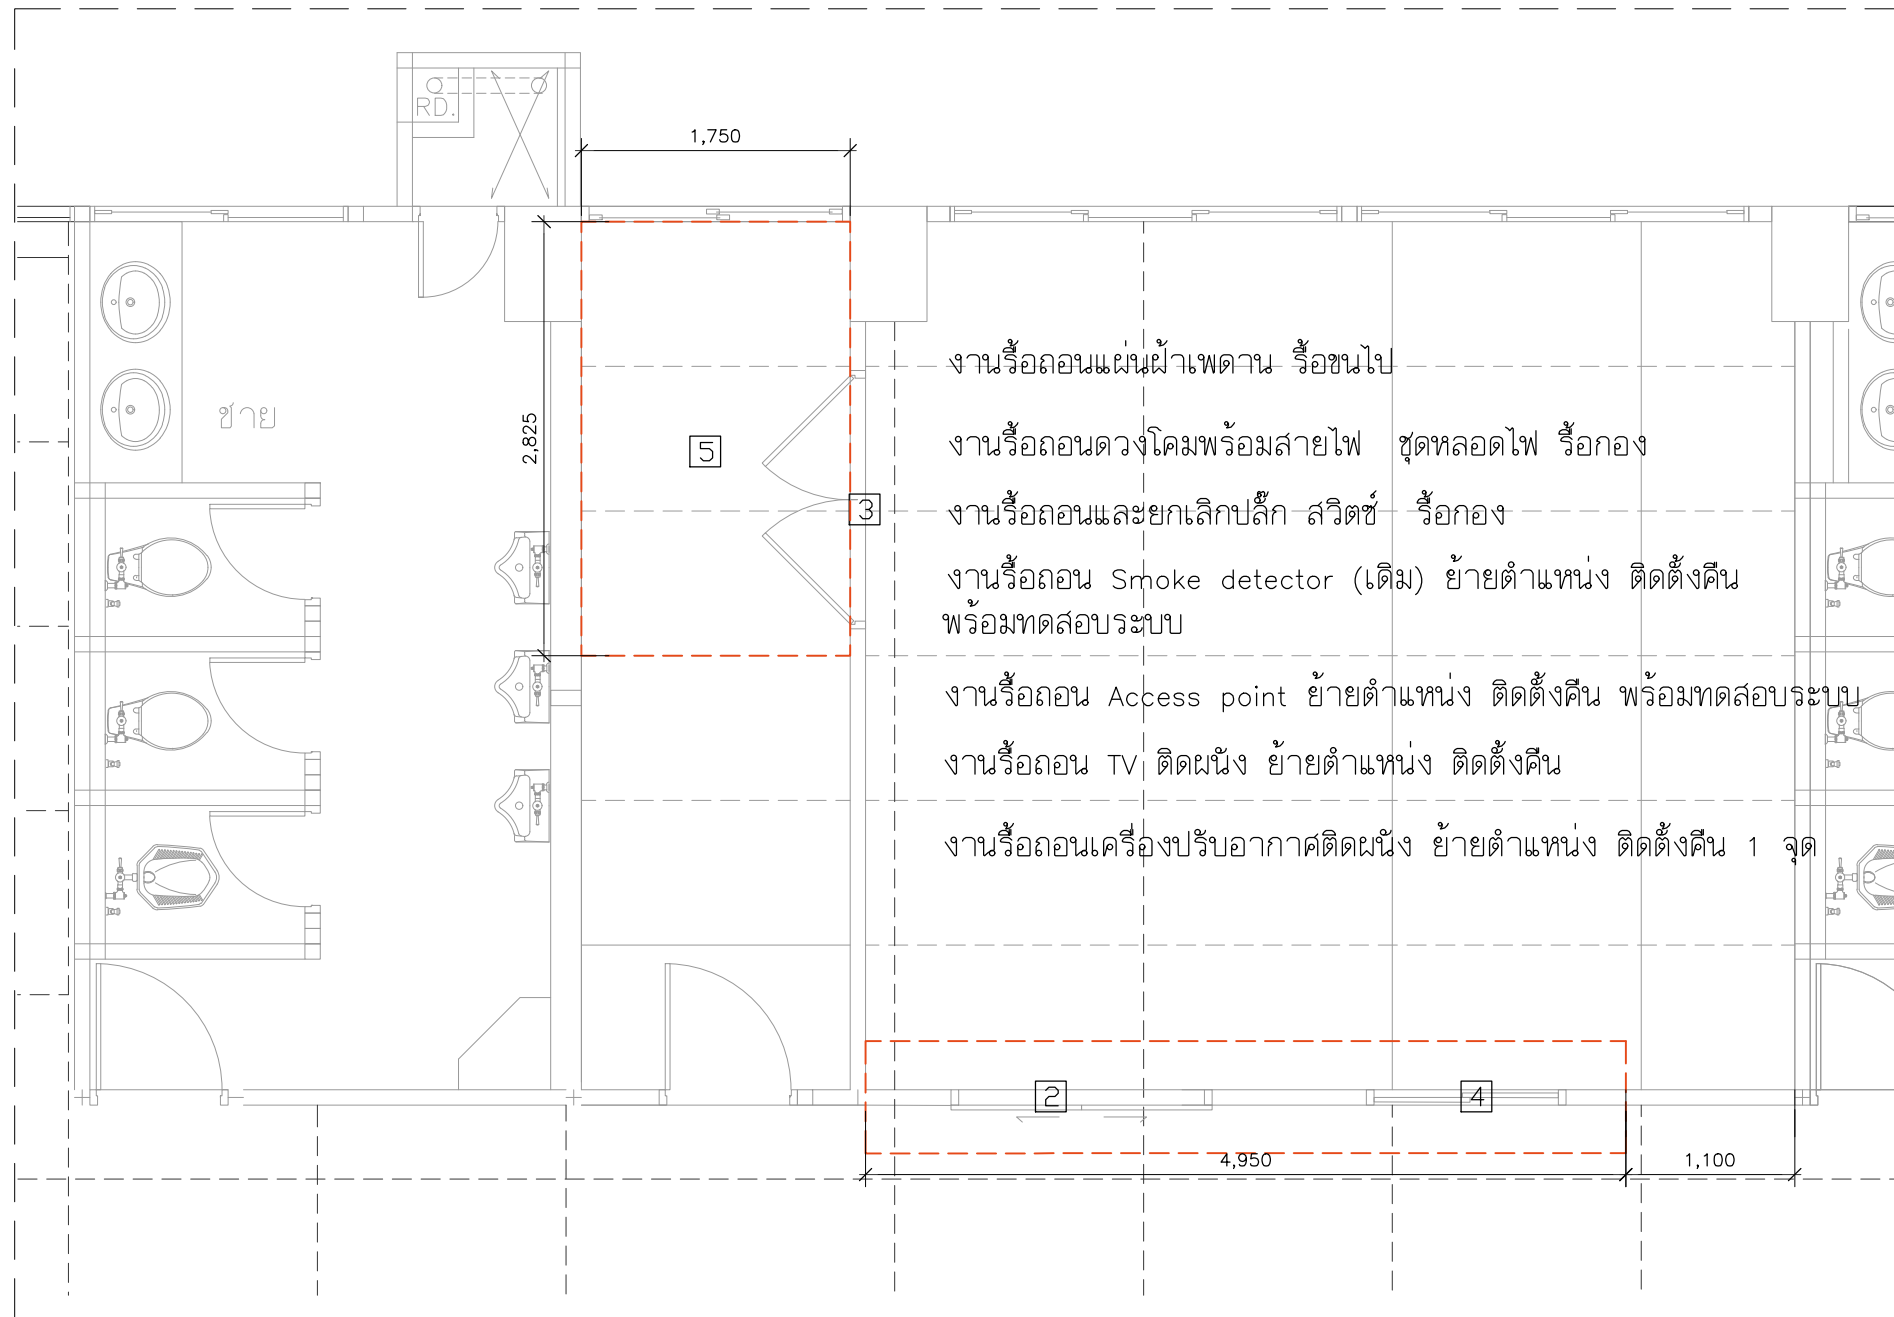 RD.
1,750
งานรื้อถอนแผ่นฝ้าเพดาน รื้อขนไป
ชาย
2,825
5
งานรื้อถอนดวงโคมพร้อมสายไฟ ชุดหลอดไฟ รื้อกอง
3
งานรื้อถอนและยกเลิกปลั๊ก สวิตซ์ รื้อกอง
งานรื้อถอน Smoke detector (เดิม) ย้ายตำแหน่ง ติดตั้งคืน
พร้อมทดสอบระบบ
งานรื้อถอน Access point ย้ายตำแหน่ง ติดตั้งคืน พร้อมทดสอบระบบ
งานรื้อถอน TV ติดผนัง ย้ายตำแหน่ง ติดตั้งคืน
งานรื้อถอนเครื่องปรับอากาศติดผนัง ย้ายตำแหน่ง ติดตั้งคืน 1 จุด
2
4
4,950
1,100